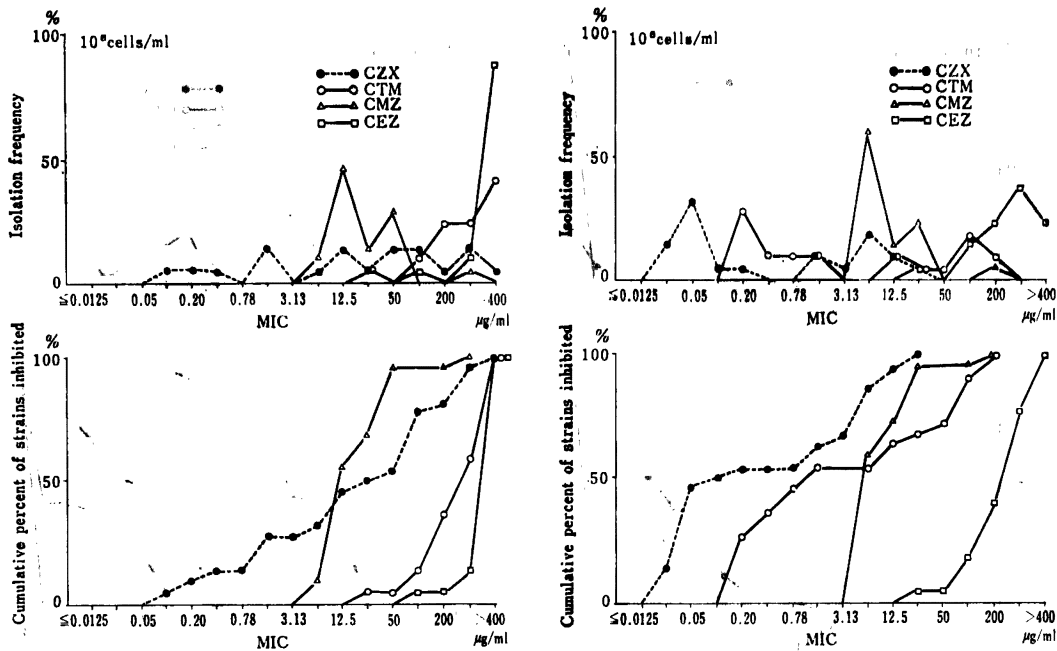 %
100
10⁸cells/ml
CZX
CTM
CMZ
CEZ
Isolation frequency
50
0
≦0.0125 0.05 0.20 0.78 3.13 12.5 50 200 400
MIC
μg/ml
%
100
10⁶cells/ml
CZX
CTM
CMZ
CEZ
Isolation frequency
50
0
≦0.0125 0.05 0.20 0.78 3.13 12.5 50 200 >400
MIC
μg/ml
%
100
Cumulative percent of strains inhibited
50
0
≦0.0125 0.05 0.20 0.78 3.13 12.5 50 200 >400
MIC
μg/ml
%
100
Cumulative percent of strains inhibited
50
0
≦0.0125 0.05 0.20 0.78 3.13 12.5 50 200 >400
MIC
μg/ml